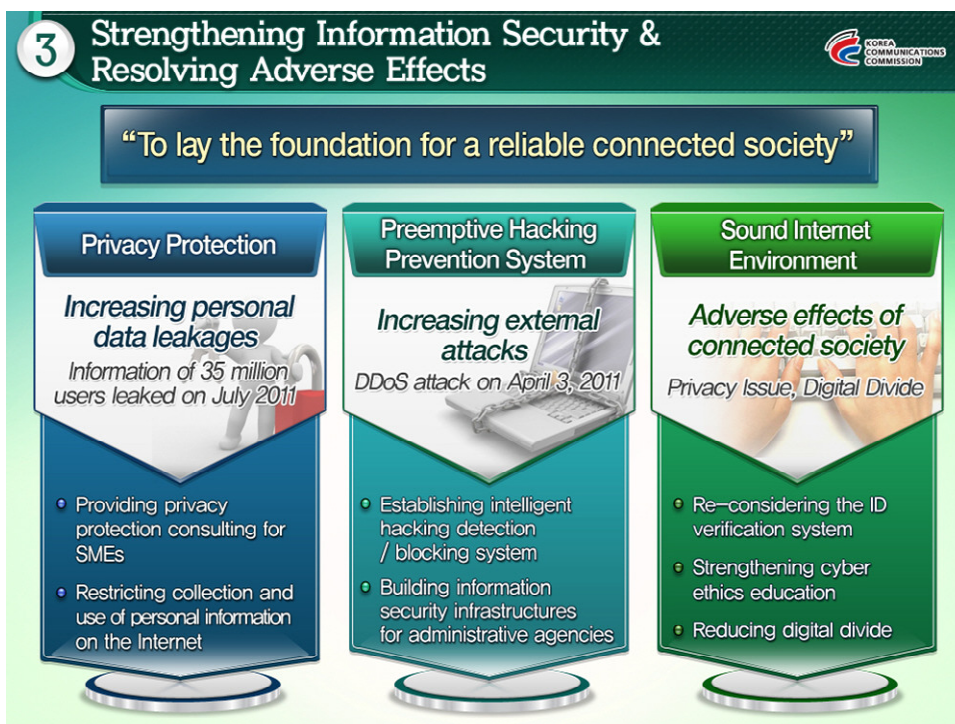 3
Strengthening Information Security &
Resolving Adverse Effects
KOREA
COMMUNICATIONS
COMMISSION
“To lay the foundation for a reliable connected society”
Privacy Protection
Increasing personal
data leakages
Information of 35 million
users leaked on July 2011
• Providing privacy
protection consulting for
SMEs
• Restricting collection and
use of personal information
on the Internet
Preemptive Hacking
Prevention System
Increasing external
attacks
DDoS attack on April 3, 2011
• Establishing intelligent
hacking detection
/ blocking system
• Building information
security infrastructures
for administrative agencies
Sound Internet
Environment
Adverse effects of
connected society
Privacy Issue, Digital Divide
• Re-considering the ID
verification system
• Strengthening cyber
ethics education
• Reducing digital divide